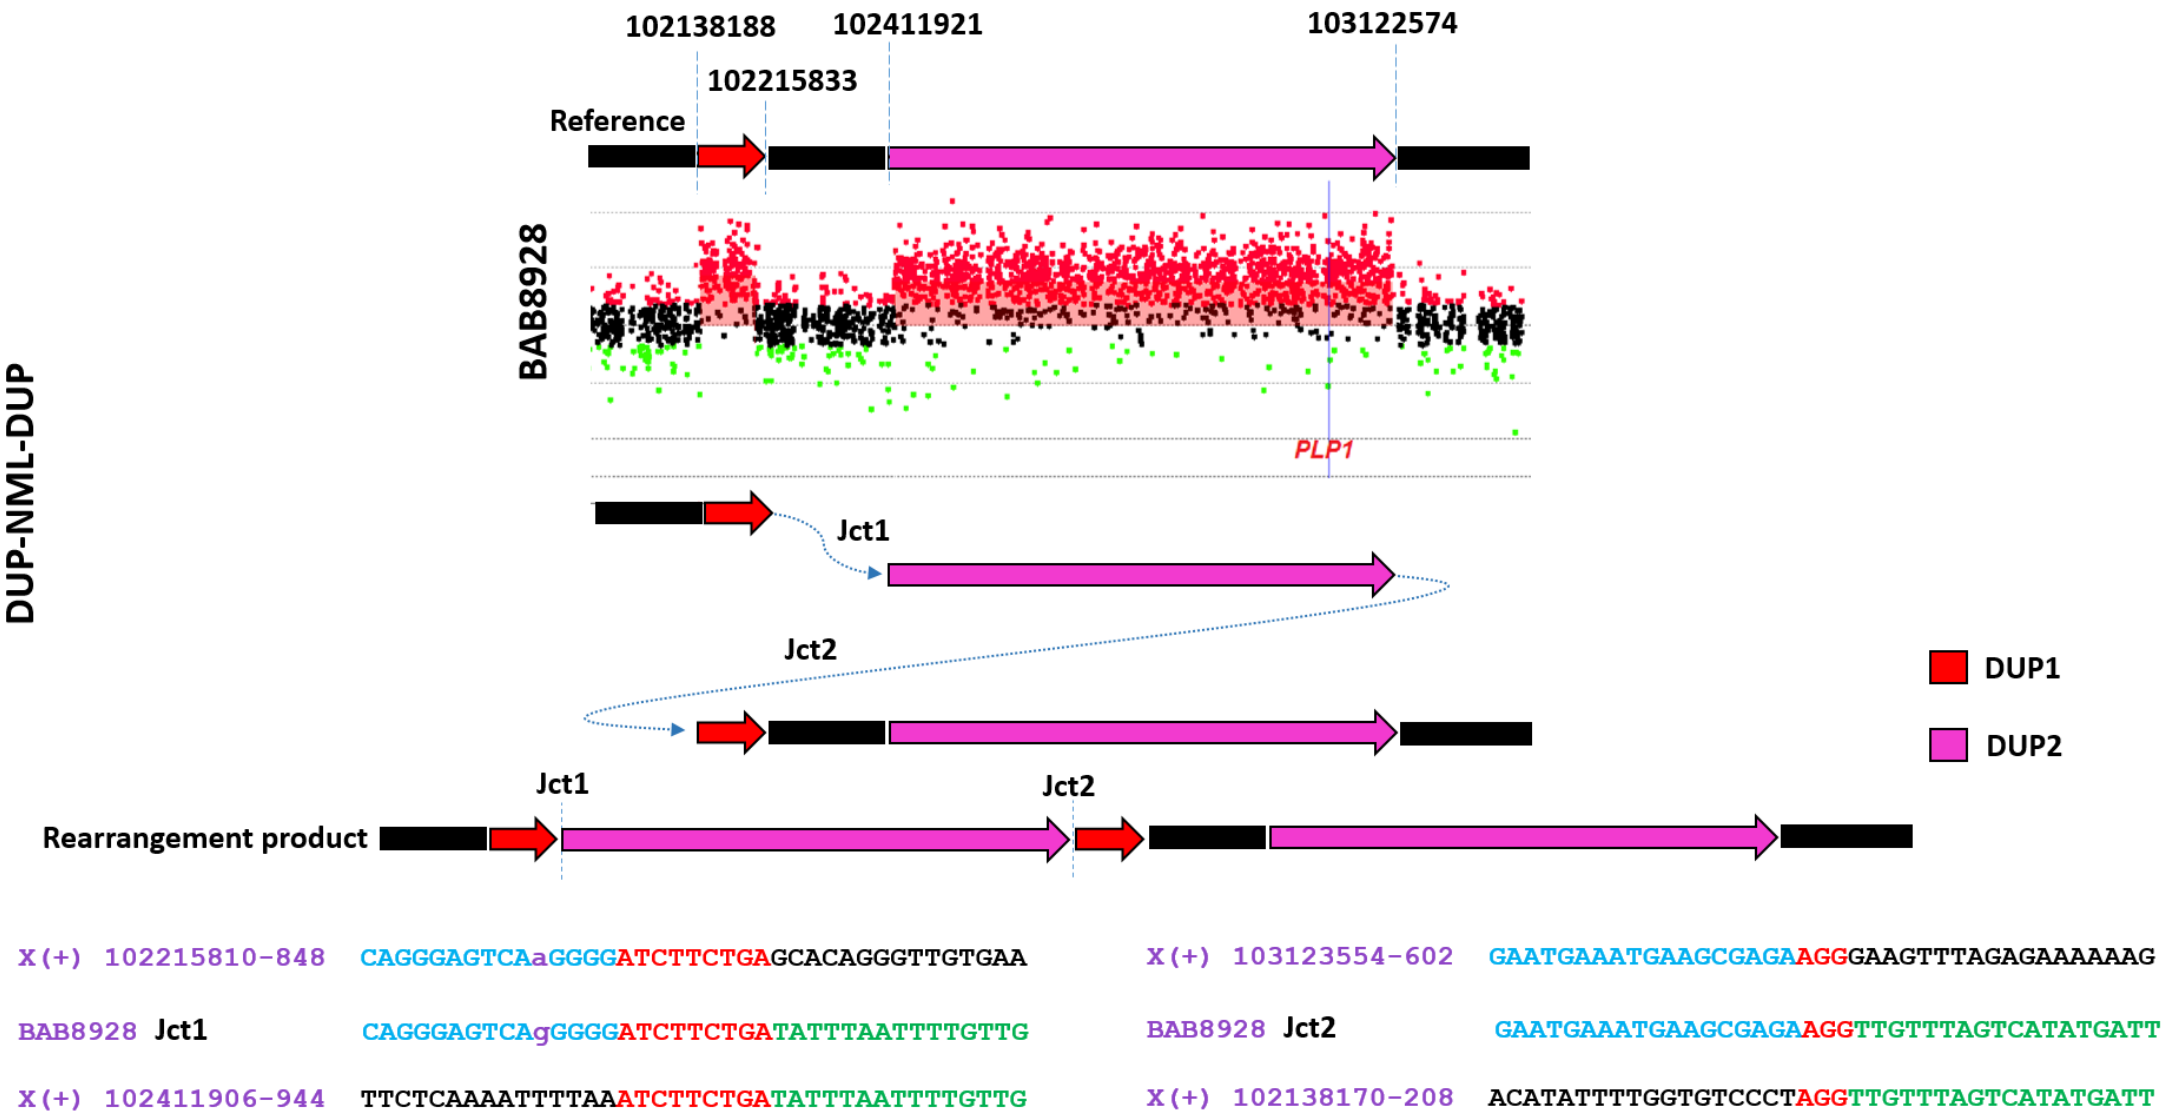 102138188
102411921
103122574
102215833
Reference
BAB8928
DUP-NML-DUP
PLP1
Jct1
Jct2
DUP1
DUP2
Jct1
Jct2
Rearrangement product
X(+) 102215810-848 CAGGGAGTCAaGGGGATCTTCTGAGCACAGGGTTGTGAA
BAB8928 Jct1 CAGGGAGTCAgGGGGATCTTCTGATATTTAATTTTGTTG
X(+) 102411906-944 TTCTCAAAATTTTAAATCTTCTGATATTTAATTTTGTTG
X(+) 103123554-602 GAATGAAATGAAGCGAGAAGGGAAGTTTAGAGAAAAAAG
BAB8928 Jct2 GAATGAAATGAAGCGAGAAGGTTGTTTAGTCATATGATT
X(+) 102138170-208 ACATATTTTGGTGTCCCTAGGTTGTTTAGTCATATGATT